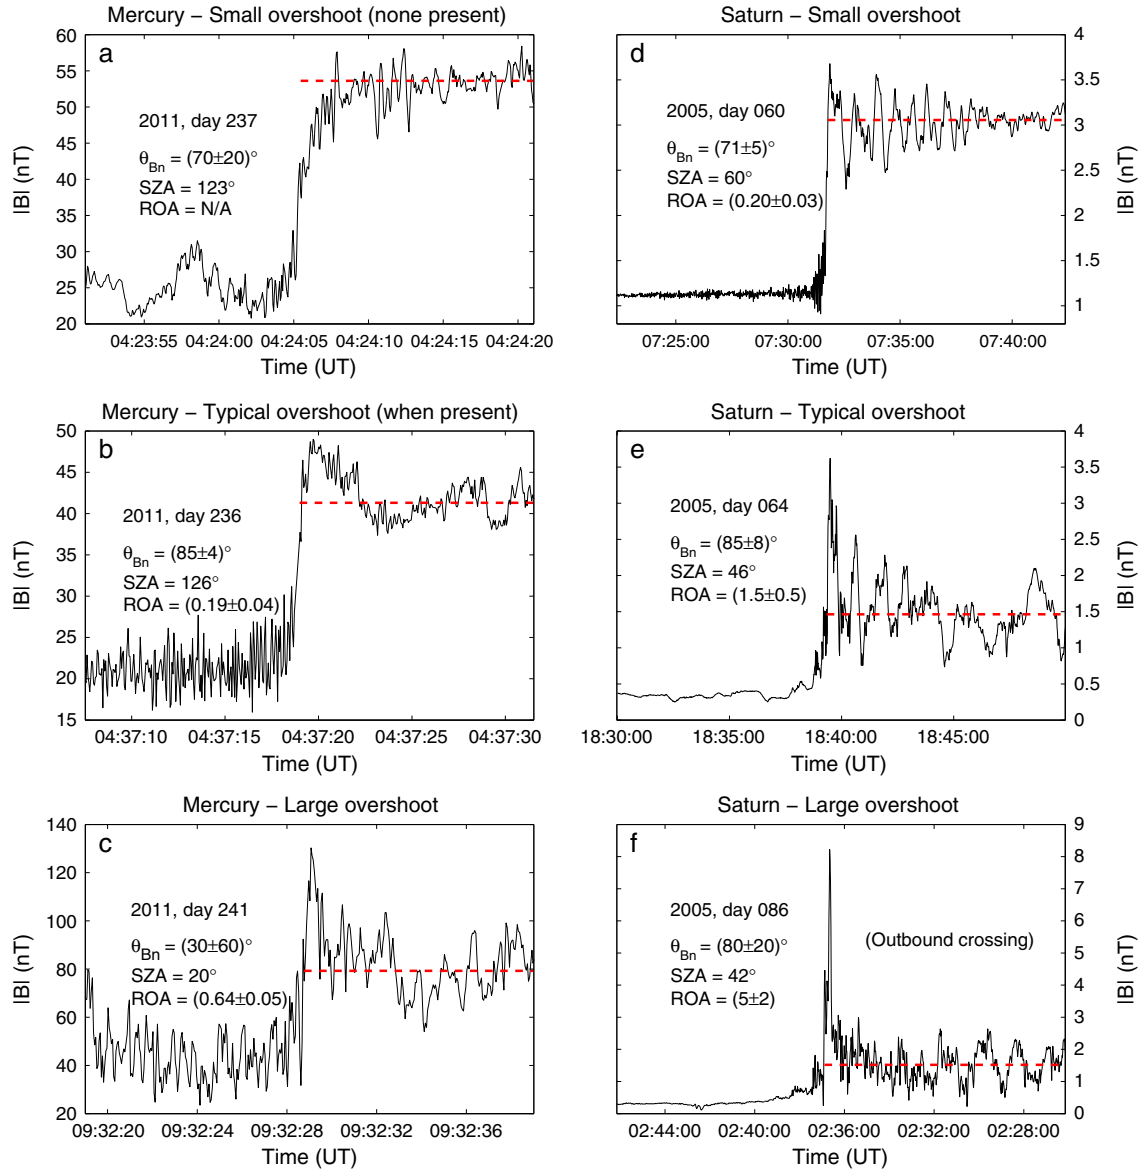 Mercury − Small overshoot (none present)
a
60
55
50
45
40
35
30
25
20
|B| (nT)
2011, day 237
θBn = (70±20)°
SZA = 123°
ROA = N/A
04:23:55 04:24:00 04:24:05 04:24:10 04:24:15 04:24:20
Time (UT)
Saturn − Small overshoot
d
4
3.5
3
2.5
2
1.5
1
|B| (nT)
2005, day 060
θBn = (71±5)°
SZA = 60°
ROA = (0.20±0.03)
07:25:00 07:30:00 07:35:00 07:40:00
Time (UT)
Mercury − Typical overshoot (when present)
b
50
45
40
35
30
25
20
15
|B| (nT)
2011, day 236
θBn = (85±4)°
SZA = 126°
ROA = (0.19±0.04)
04:37:10 04:37:15 04:37:20 04:37:25 04:37:30
Time (UT)
Saturn − Typical overshoot
e
4
3.5
3
2.5
2
1.5
1
0.5
0
|B| (nT)
2005, day 064
θBn = (85±8)°
SZA = 46°
ROA = (1.5±0.5)
18:30:00 18:35:00 18:40:00 18:45:00
Time (UT)
Mercury − Large overshoot
c
140
120
100
80
60
40
20
|B| (nT)
2011, day 241
θBn = (30±60)°
SZA = 20°
ROA = (0.64±0.05)
09:32:20 09:32:24 09:32:28 09:32:32 09:32:36
Time (UT)
Saturn − Large overshoot
f
9
8
7
6
5
4
3
2
1
0
|B| (nT)
2005, day 086
θBn = (80±20)°
(Outbound crossing)
SZA = 42°
ROA = (5±2)
02:44:00 02:40:00 02:36:00 02:32:00 02:28:00
Time (UT)